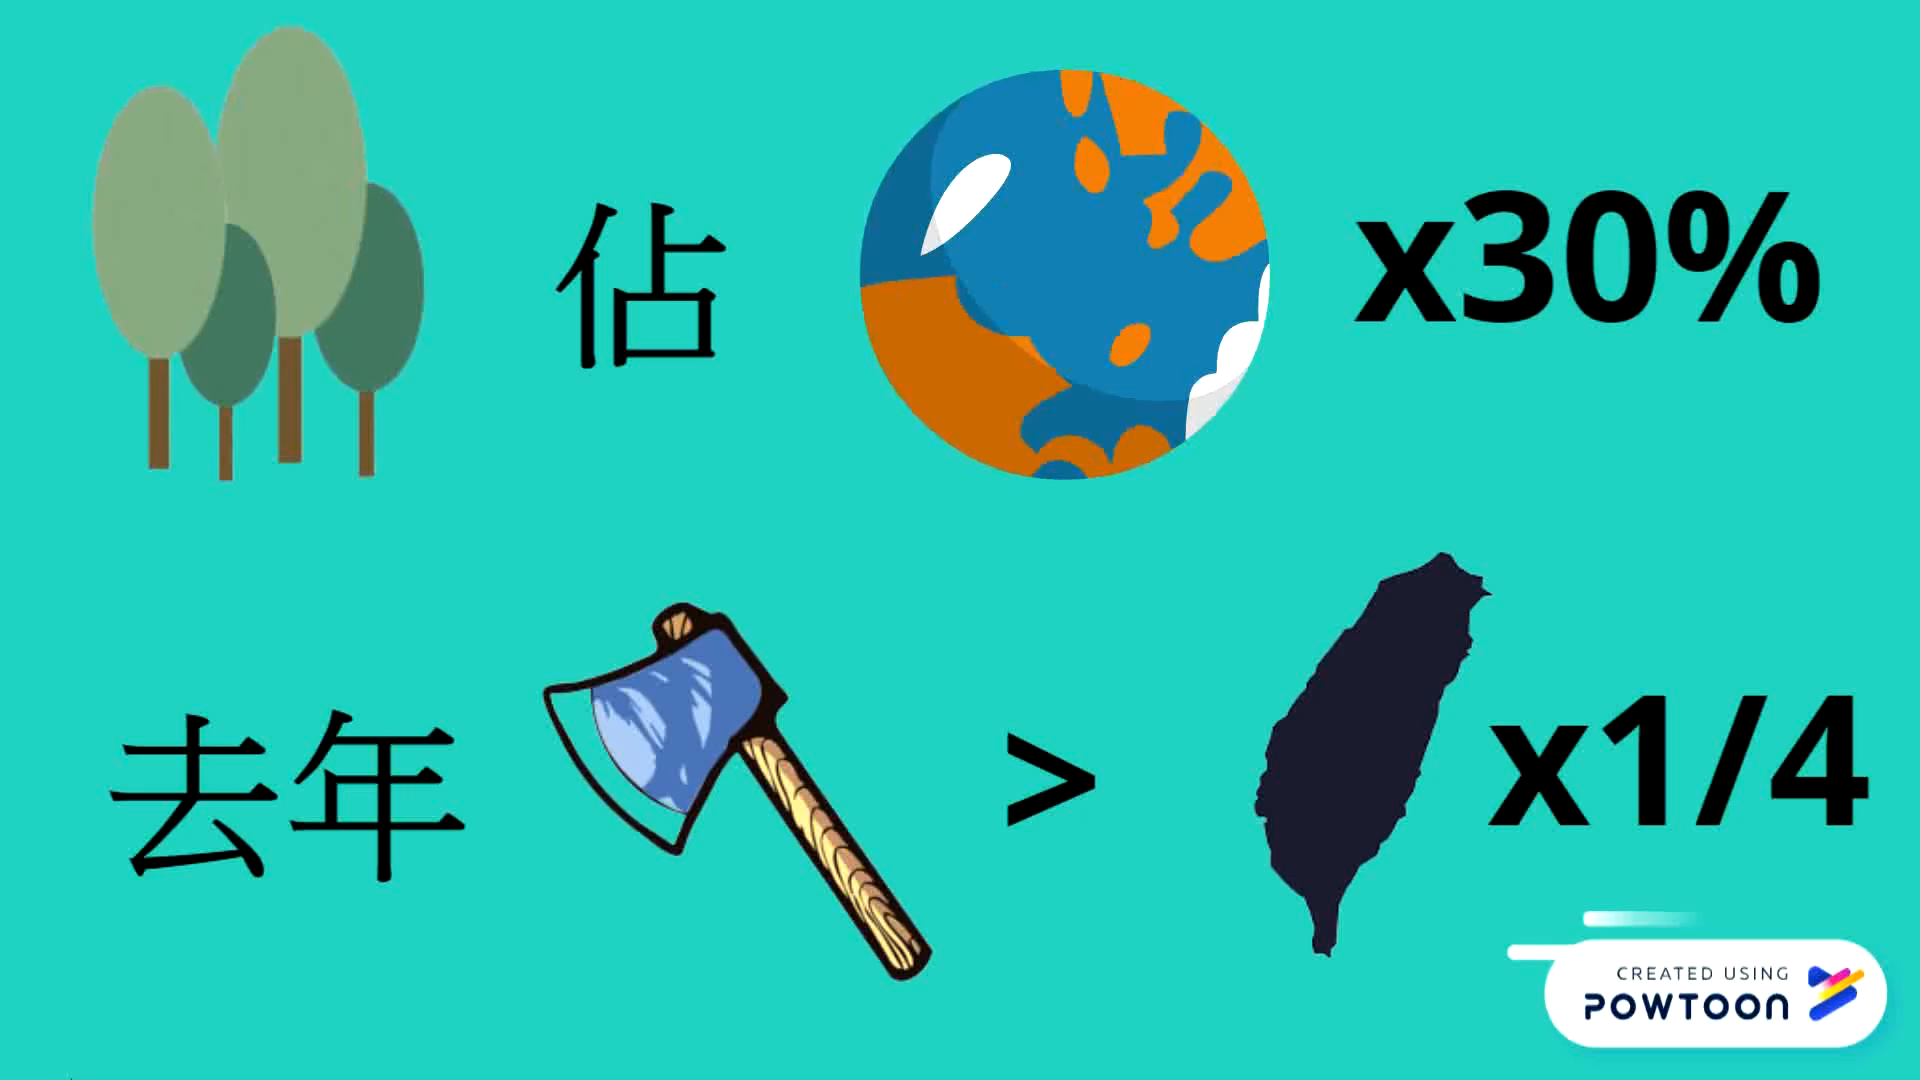 佔 x30%
去年 > x1/4
CREATED USING
POWTOON